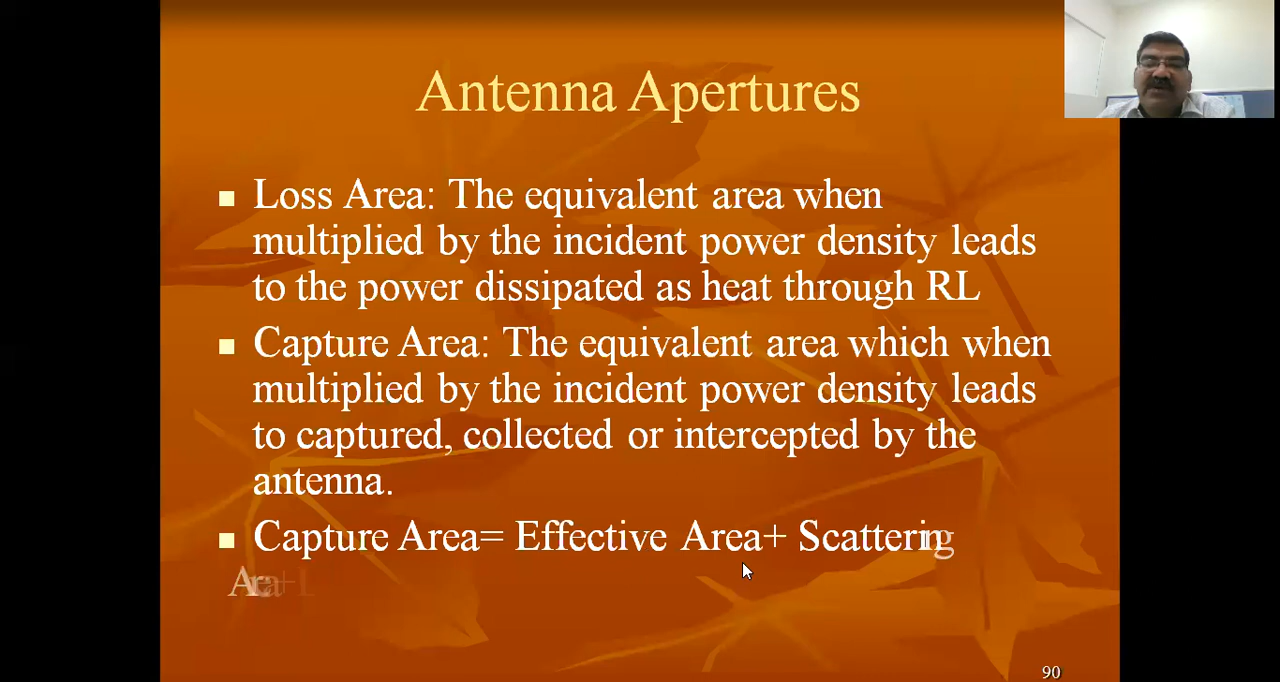 Antenna Apertures
Loss Area: The equivalent area when
multiplied by the incident power density leads
to the power dissipated as heat through RL
Capture Area: The equivalent area which when
multiplied by the incident power density leads
to captured, collected or intercepted by the
antenna.
Capture Area= Effective Area+ Scattering
Area+ L
90